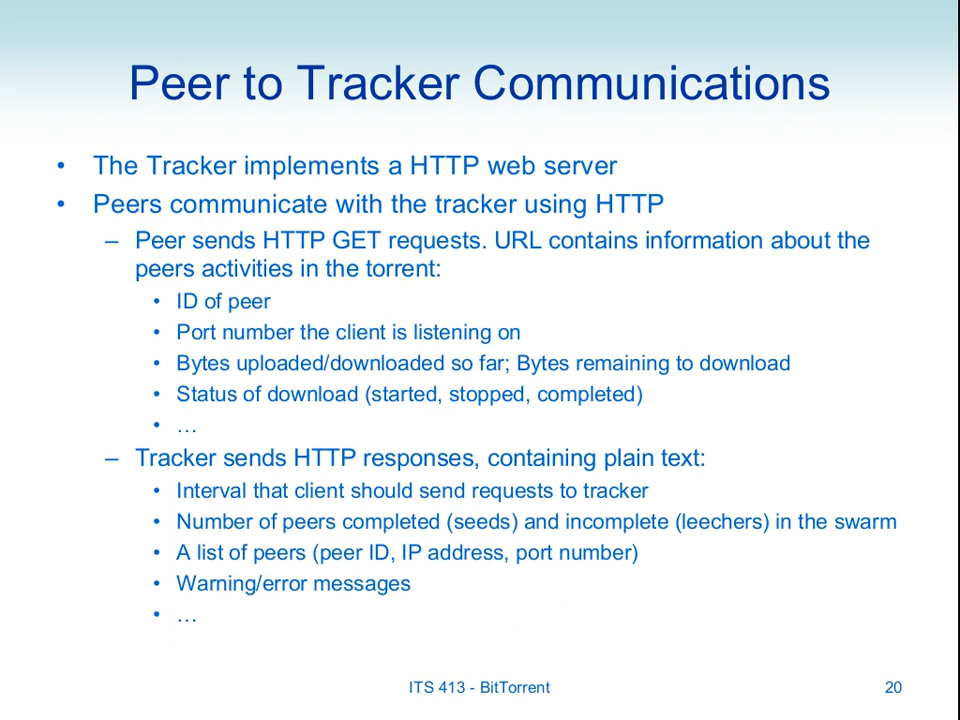 Peer to Tracker Communications
• The Tracker implements a HTTP web server
• Peers communicate with the tracker using HTTP
– Peer sends HTTP GET requests. URL contains information about the
peers activities in the torrent:
• ID of peer
• Port number the client is listening on
• Bytes uploaded/downloaded so far; Bytes remaining to download
• Status of download (started, stopped, completed)
• …
– Tracker sends HTTP responses, containing plain text:
• Interval that client should send requests to tracker
• Number of peers completed (seeds) and incomplete (leechers) in the swarm
• A list of peers (peer ID, IP address, port number)
• Warning/error messages
• …
ITS 413 - BitTorrent 20